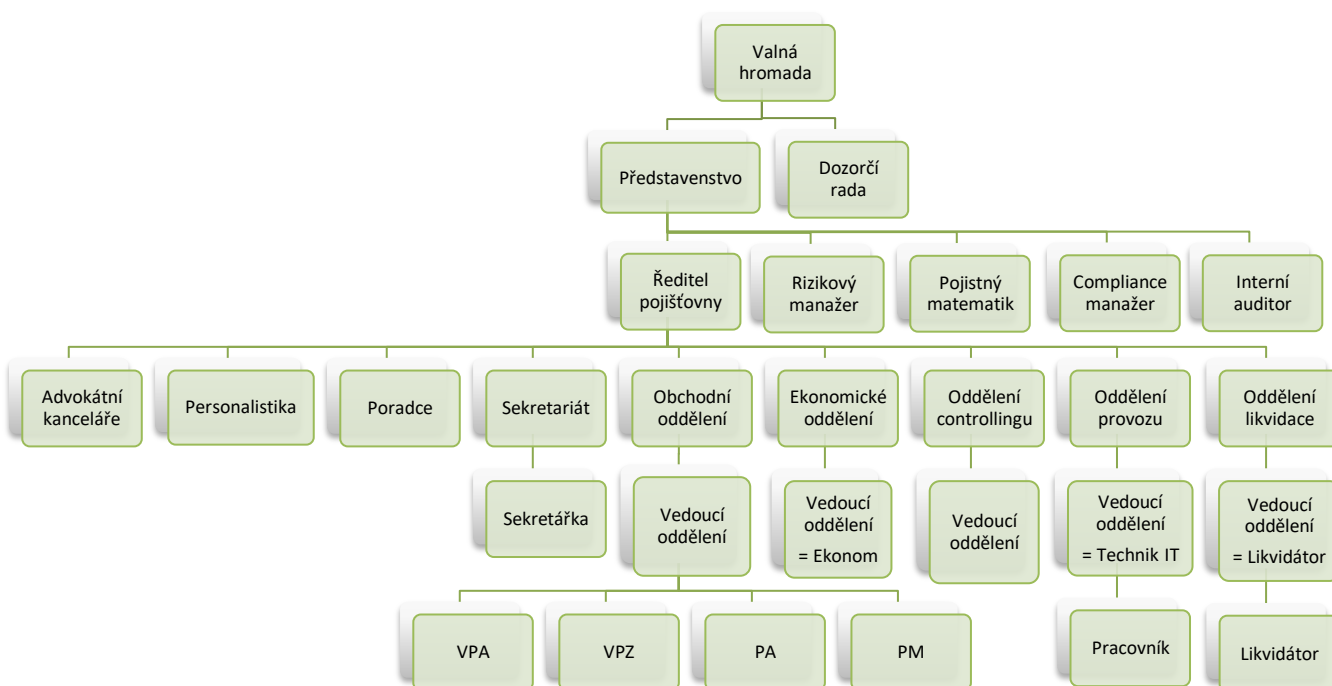 Valná
hromada
Představenstvo
Dozorčí
rada
Ředitel
pojišťovny
Rizikový
manažer
Pojistný
matematik
Compliance
manažer
Interní
auditor
Advokátní
kanceláře
Personalistika
Poradce
Sekretariát
Obchodní
oddělení
Ekonomické
oddělení
Oddělení
controllingu
Oddělení
provozu
Oddělení
likvidace
Sekretářka
Vedoucí
oddělení
Vedoucí
oddělení
= Ekonom
Vedoucí
oddělení
Vedoucí
oddělení
= Technik IT
Vedoucí
oddělení
= Likvidátor
VPA
VPZ
PA
PM
Pracovník
Likvidátor